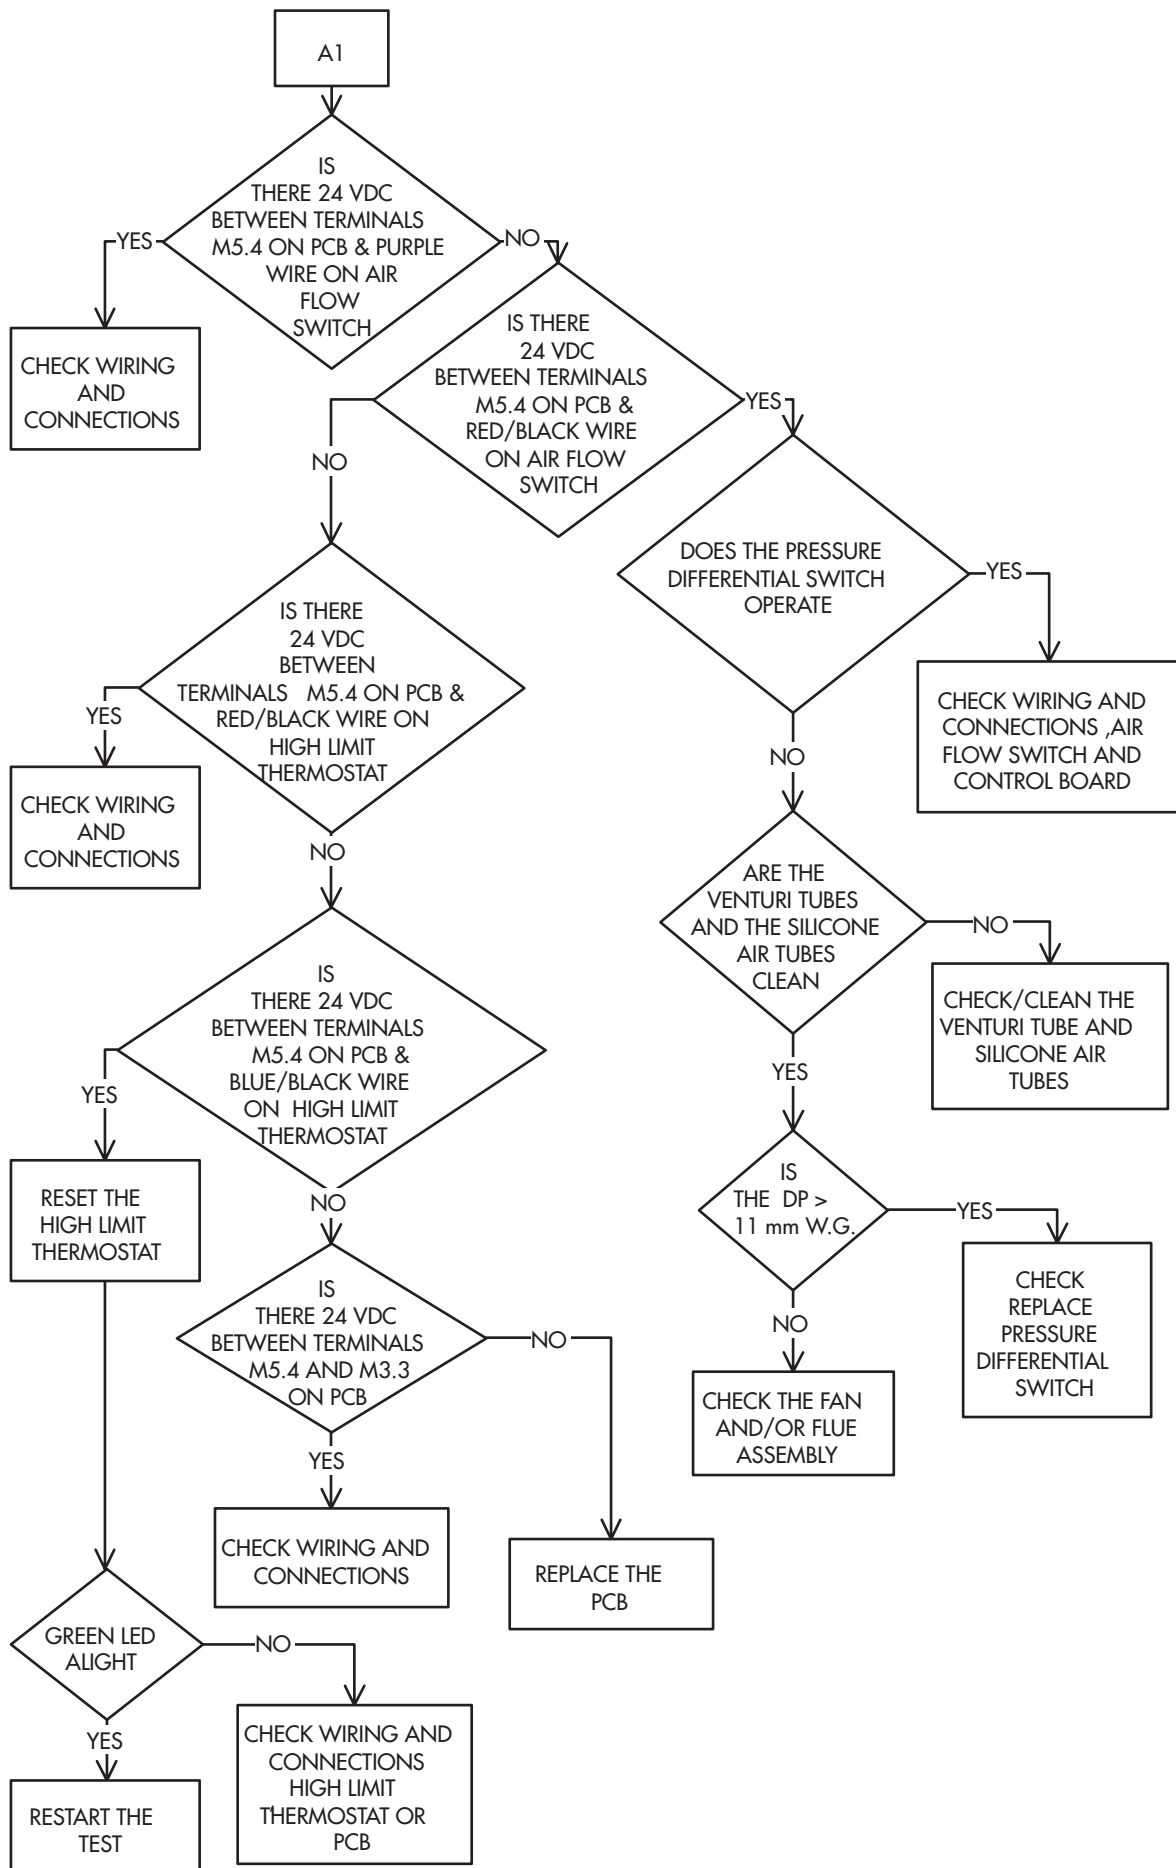 A1
IS
THERE 24 VDC
BETWEEN TERMINALS
M5.4 ON PCB & PURPLE
WIRE ON AIR
FLOW
SWITCH
YES
NO
CHECK WIRING
AND
CONNECTIONS
IS THERE
24 VDC
BETWEEN TERMINALS
M5.4 ON PCB &
RED/BLACK WIRE
ON AIR FLOW
SWITCH
YES
NO
DOES THE PRESSURE
DIFFERENTIAL SWITCH
OPERATE
YES
CHECK WIRING AND
CONNECTIONS ,AIR
FLOW SWITCH AND
CONTROL BOARD
NO
IS THERE
24 VDC
BETWEEN
TERMINALS M5.4 ON PCB &
RED/BLACK WIRE ON
HIGH LIMIT
THERMOSTAT
YES
CHECK WIRING
AND
CONNECTIONS
NO
ARE THE
VENTURI TUBES
AND THE SILICONE
AIR TUBES
CLEAN
NO
CHECK/CLEAN THE
VENTURI TUBE AND
SILICONE AIR
TUBES
YES
IS
THERE 24 VDC
BETWEEN TERMINALS
M5.4 ON PCB &
BLUE/BLACK WIRE
ON HIGH LIMIT
THERMOSTAT
YES
RESET THE
HIGH LIMIT
THERMOSTAT
NO
IS
THE DP >
11 mm W.G.
YES
CHECK
REPLACE
PRESSURE
DIFFERENTIAL
SWITCH
NO
CHECK THE FAN
AND/OR FLUE
ASSEMBLY
IS
THERE 24 VDC
BETWEEN TERMINALS
M5.4 AND M3.3
ON PCB
NO
YES
CHECK WIRING AND
CONNECTIONS
REPLACE THE
PCB
GREEN LED
ALIGHT
NO
YES
CHECK WIRING AND
CONNECTIONS
HIGH LIMIT
THERMOSTAT OR
PCB
RESTART THE
TEST